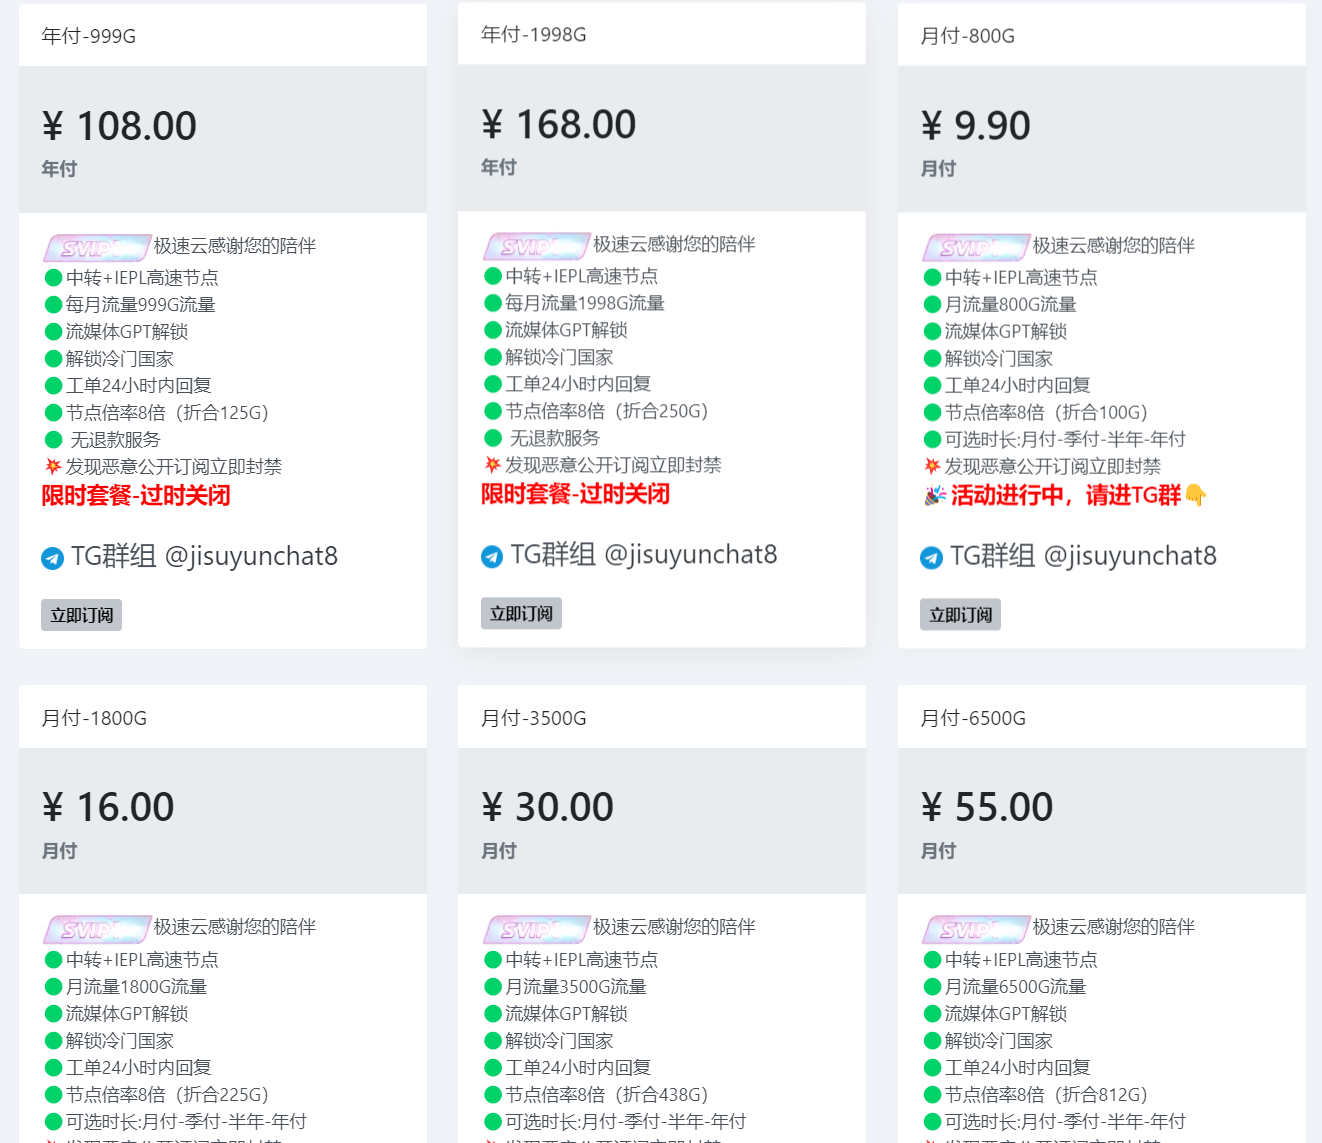 年付-999G
¥ 108.00
年付
SVIP 极速云感谢您的陪伴
中转+IEPL高速节点
每月流量999G流量
流媒体GPT解锁
解锁冷门国家
工单24小时内回复
节点倍率8倍（折合125G）
无退款服务
发现恶意公开订阅立即封禁
限时套餐-过时关闭
TG群组 @jisuyunchat8
立即订阅
年付-1998G
¥ 168.00
年付
SVIP 极速云感谢您的陪伴
中转+IEPL高速节点
每月流量1998G流量
流媒体GPT解锁
解锁冷门国家
工单24小时内回复
节点倍率8倍（折合250G）
无退款服务
发现恶意公开订阅立即封禁
限时套餐-过时关闭
TG群组 @jisuyunchat8
立即订阅
月付-800G
¥ 9.90
月付
SVIP 极速云感谢您的陪伴
中转+IEPL高速节点
月流量800G流量
流媒体GPT解锁
解锁冷门国家
工单24小时内回复
节点倍率8倍（折合100G）
可选时长:月付-季付-半年-年付
发现恶意公开订阅立即封禁
活动进行中，请进TG群
TG群组 @jisuyunchat8
立即订阅
月付-1800G
¥ 16.00
月付
SVIP 极速云感谢您的陪伴
中转+IEPL高速节点
月流量1800G流量
流媒体GPT解锁
解锁冷门国家
工单24小时内回复
节点倍率8倍（折合225G）
可选时长:月付-季付-半年-年付
月付-3500G
¥ 30.00
月付
SVIP 极速云感谢您的陪伴
中转+IEPL高速节点
月流量3500G流量
流媒体GPT解锁
解锁冷门国家
工单24小时内回复
节点倍率8倍（折合438G）
可选时长:月付-季付-半年-年付
月付-6500G
¥ 55.00
月付
SVIP 极速云感谢您的陪伴
中转+IEPL高速节点
月流量6500G流量
流媒体GPT解锁
解锁冷门国家
工单24小时内回复
节点倍率8倍（折合812G）
可选时长:月付-季付-半年-年付